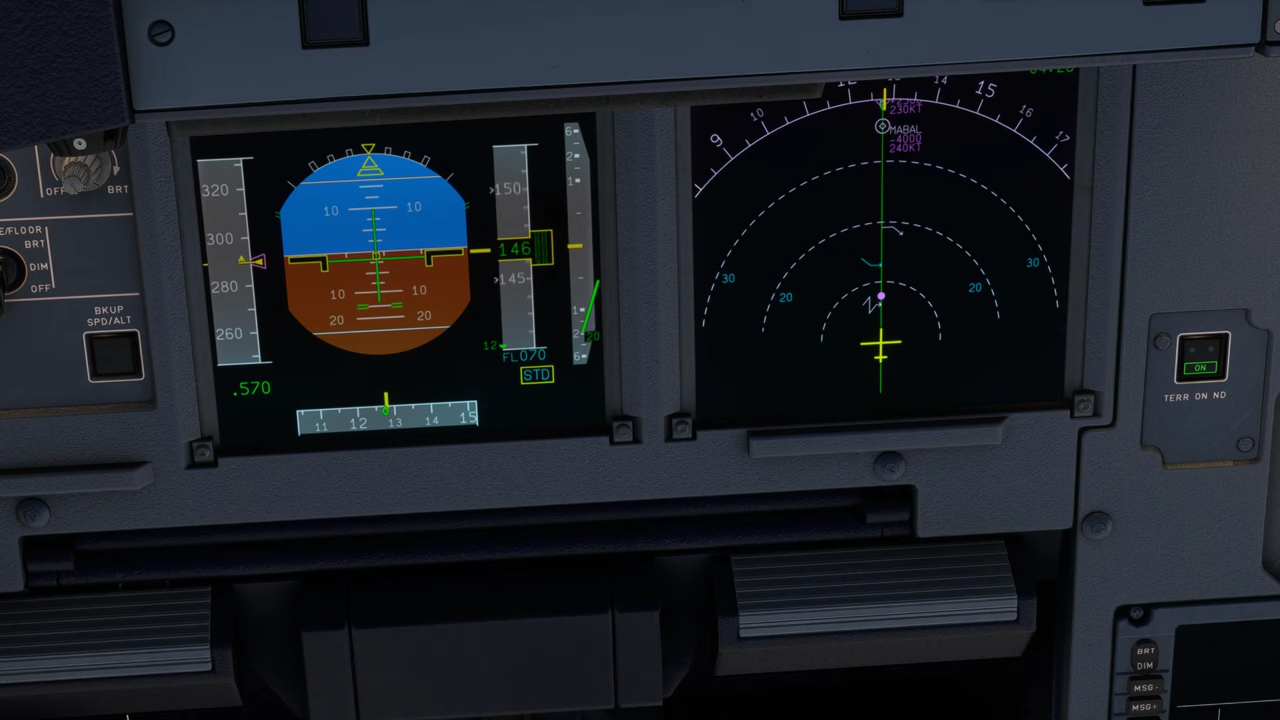 OFF BRT
E/FLOOR
BRT
DIM
OFF
BKUP
SPD/ALT
320
300
280
260
.570
10 10
10 10
20 20
11 12 13 14 15
150
146
145
FL070
STD
6
2
1
1
2
20
6
9 10 12 13 14 15 16 17
230KT
MABAL
-4000
240KT
30 30
20 20
ON
TERR ON ND
BRT
DIM
MSG-
MSG+